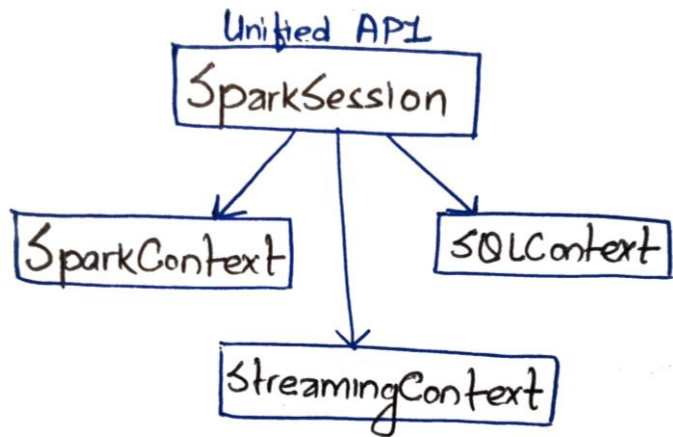 Unified API
SparkSession
SparkContext
SQLContext
StreamingContext